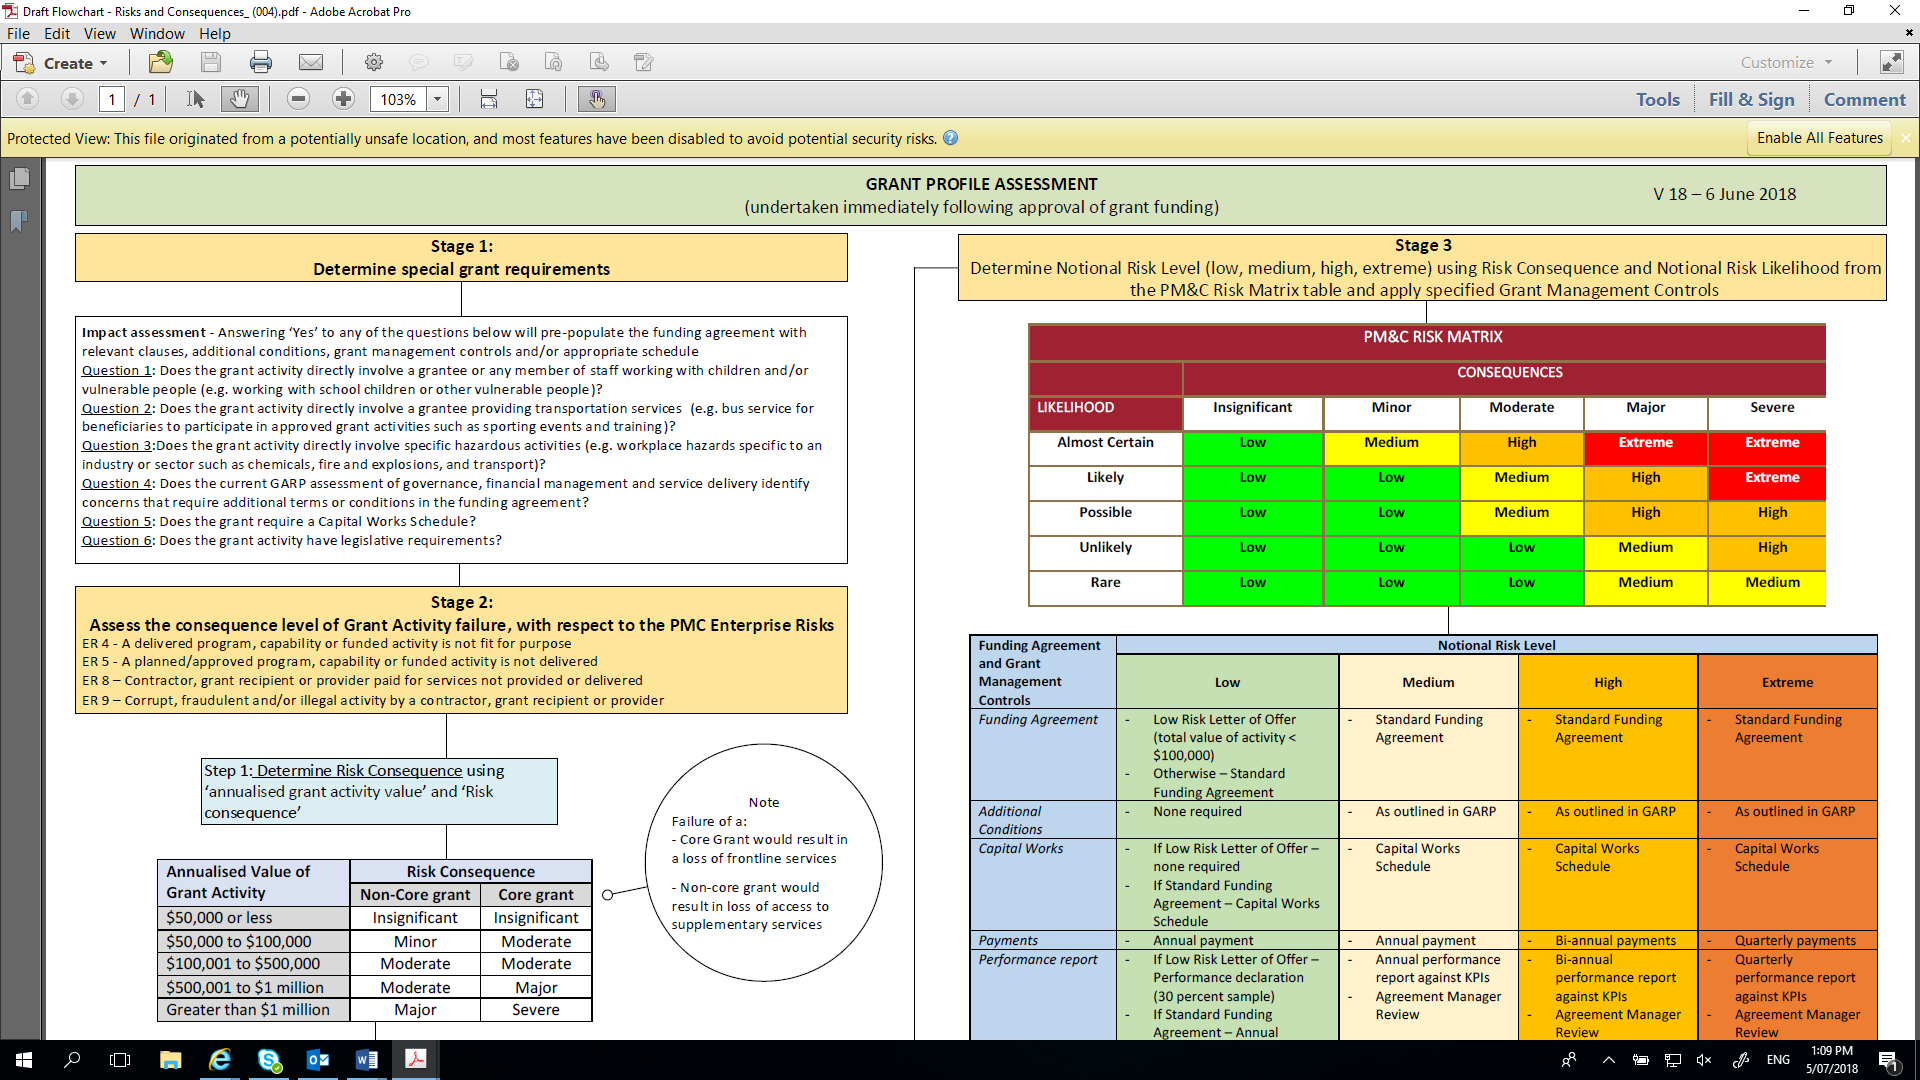 Draft Flowchart - Risks and Consequences_ (004).pdf - Adobe Acrobat Pro
File Edit View Window Help
Create
Customize
1 / 1
103%
Tools Fill & Sign Comment
Protected View: This file originated from a potentially unsafe location, and most features have been disabled to avoid potential security risks.
Enable All Features
GRANT PROFILE ASSESSMENT
(undertaken immediately following approval of grant funding)
V 18 – 6 June 2018
Stage 1:
Determine special grant requirements
Impact assessment - Answering ‘Yes’ to any of the questions below will pre-populate the funding agreement with
relevant clauses, additional conditions, grant management controls and/or appropriate schedule
Question 1: Does the grant activity directly involve a grantee or any member of staff working with children and/or
vulnerable people (e.g. working with school children or other vulnerable people)?
Question 2: Does the grant activity directly involve a grantee providing transportation services (e.g. bus service for
beneficiaries to participate in approved grant activities such as sporting events and training)?
Question 3:Does the grant activity directly involve specific hazardous activities (e.g. workplace hazards specific to an
industry or sector such as chemicals, fire and explosions, and transport)?
Question 4: Does the current GARP assessment of governance, financial management and service delivery identify
concerns that require additional terms or conditions in the funding agreement?
Question 5: Does the grant require a Capital Works Schedule?
Question 6: Does the grant activity have legislative requirements?
Stage 2:
Assess the consequence level of Grant Activity failure, with respect to the PMC Enterprise Risks
ER 4 - A delivered program, capability or funded activity is not fit for purpose
ER 5 - A planned/approved program, capability or funded activity is not delivered
ER 8 – Contractor, grant recipient or provider paid for services not provided or delivered
ER 9 – Corrupt, fraudulent and/or illegal activity by a contractor, grant recipient or provider
Step 1: Determine Risk Consequence using
‘annualised grant activity value’ and ‘Risk
consequence’
Note
Failure of a:
- Core Grant would result in
a loss of frontline services
- Non-core grant would
result in loss of access to
supplementary services
Annualised Value of
Grant Activity
Risk Consequence
Non-Core grant Core grant
$50,000 or less Insignificant Insignificant
$50,000 to $100,000 Minor Moderate
$100,001 to $500,000 Moderate Moderate
$500,001 to $1 million Moderate Major
Greater than $1 million Major Severe
Stage 3
Determine Notional Risk Level (low, medium, high, extreme) using Risk Consequence and Notional Risk Likelihood from
the PM&C Risk Matrix table and apply specified Grant Management Controls
PM&C RISK MATRIX
CONSEQUENCES
LIKELIHOOD Insignificant Minor Moderate Major Severe
Almost Certain Low Medium High Extreme Extreme
Likely Low Low Medium High Extreme
Possible Low Low Medium High High
Unlikely Low Low Low Medium High
Rare Low Low Low Medium Medium
Funding Agreement
and Grant
Management
Controls
Notional Risk Level
Low Medium High Extreme
Funding Agreement
- Low Risk Letter of Offer
(total value of activity <
$100,000)
- Otherwise – Standard
Funding Agreement
- Standard Funding
Agreement
- Standard Funding
Agreement
- Standard Funding
Agreement
Additional
Conditions
- None required
- As outlined in GARP
- As outlined in GARP
- As outlined in GARP
Capital Works
- If Low Risk Letter of Offer –
none required
- If Standard Funding
Agreement – Capital Works
Schedule
- Capital Works
Schedule
- Capital Works
Schedule
- Capital Works
Schedule
Payments
- Annual payment
- Annual payment
- Bi-annual payments
- Quarterly payments
Performance report
- If Low Risk Letter of Offer –
Performance declaration
(30 percent sample)
- If Standard Funding
Agreement – Annual
- Annual performance
report against KPIs
- Agreement Manager
Review
- Bi-annual
performance report
against KPIs
- Agreement Manager
Review
- Quarterly
performance report
against KPIs
- Agreement Manager
Review
ENG
1:09 PM
5/07/2018
1